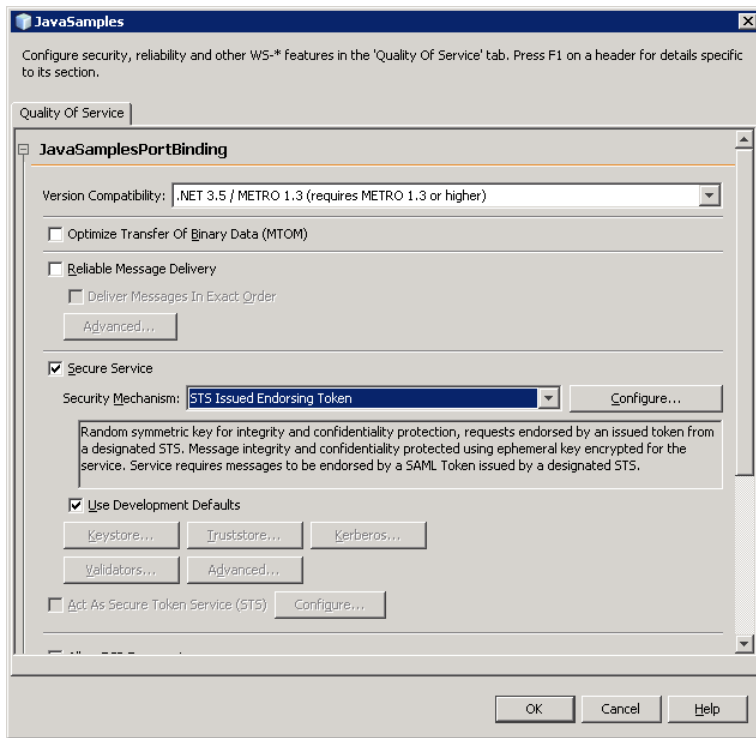 JavaSamples
Configure security, reliability and other WS-* features in the 'Quality Of Service' tab. Press F1 on a header for details specific
to its section.
Quality Of Service
JavaSamplesPortBinding
Version Compatibility: .NET 3.5 / METRO 1.3 (requires METRO 1.3 or higher)
Optimize Transfer Of Binary Data (MTOM)
Reliable Message Delivery
Deliver Messages In Exact Order
Advanced...
Secure Service
Security Mechanism: STS Issued Endorsing Token Configure...
Random symmetric key for integrity and confidentiality protection, requests endorsed by an issued token from
a designated STS. Message integrity and confidentiality protected using ephemeral key encrypted for the
service. Service requires messages to be endorsed by a SAML Token issued by a designated STS.
Use Development Defaults
Keystore... Truststore... Kerberos...
Validators... Advanced...
Act As Secure Token Service (STS) Configure...
OK Cancel Help